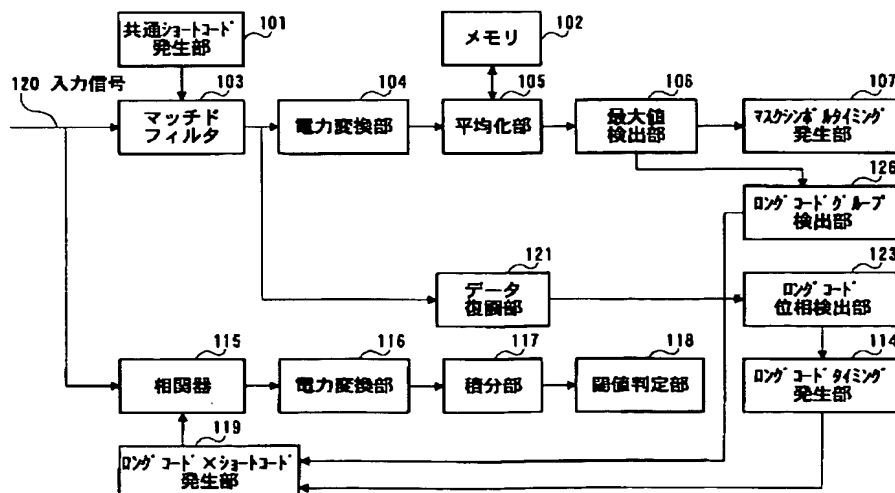 共通ショートコード
発生部
101
メモリ
102
120 入力信号
103
マッチド
フィルタ
104
電力変換部
105
平均化部
106
最大値
検出部
107
マスクシンボルタイミング
発生部
126
ロングコードグループ
検出部
121
データ
復調部
123
ロングコード
位相検出部
115
相関器
116
電力変換部
117
積分部
118
閾値判定部
114
ロングコードタイミング
発生部
119
ロングコード×ショートコード
発生部